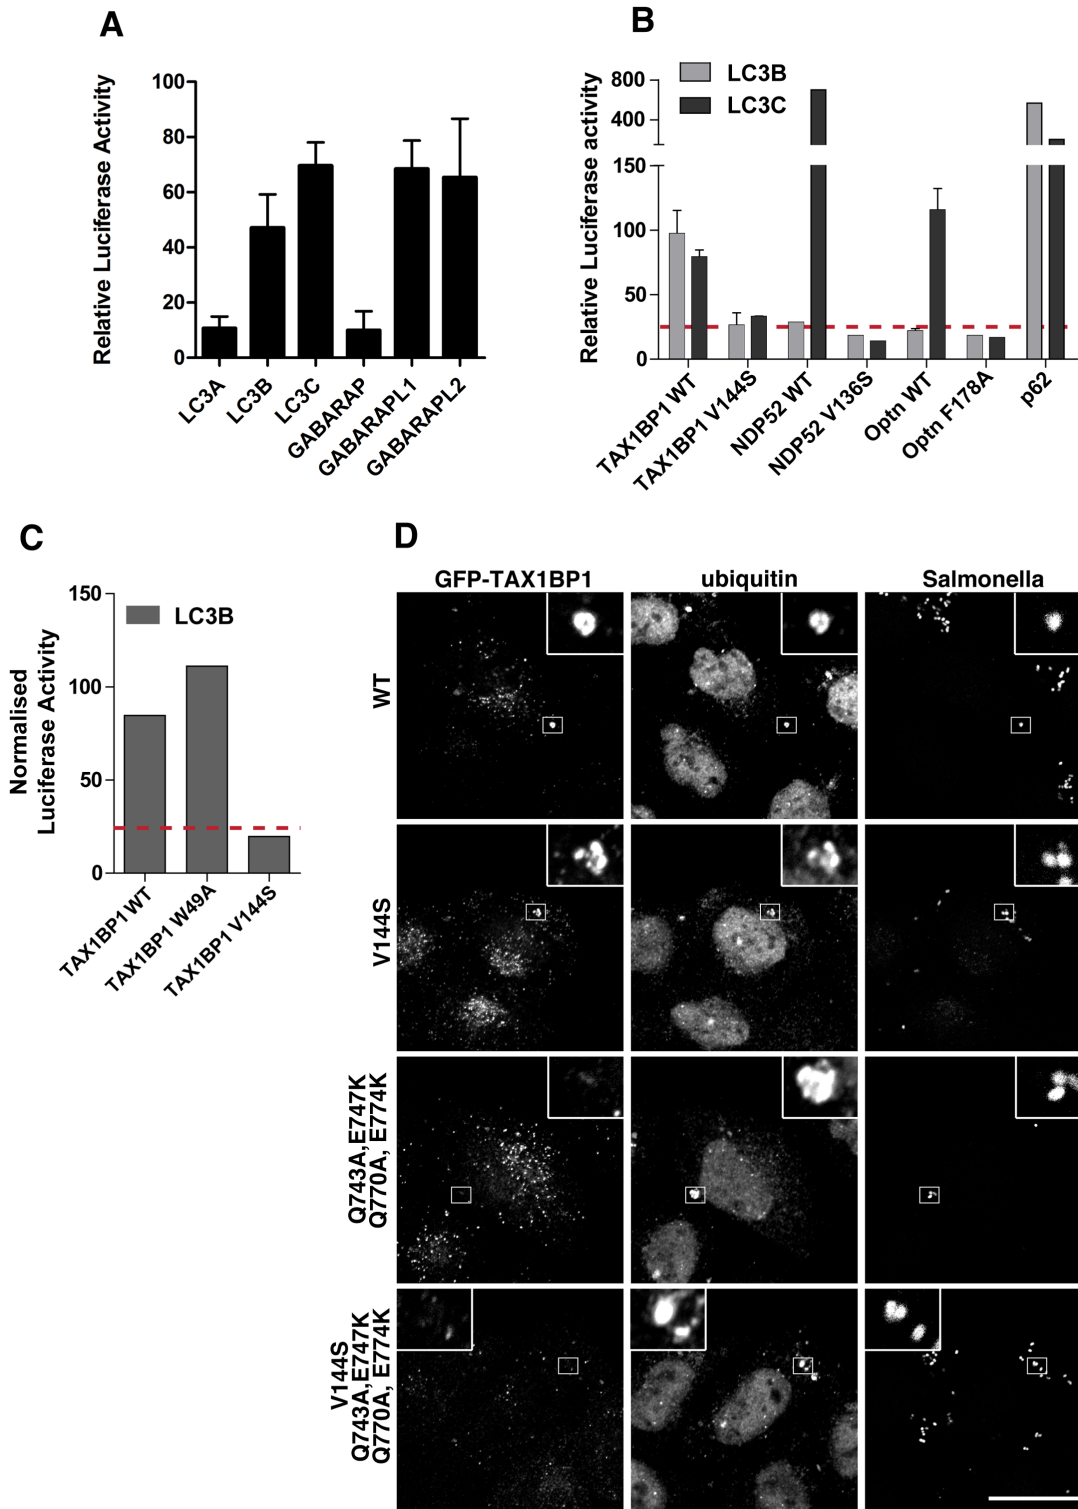 A
Relative Luciferase Activity
100
80
60
40
20
0
LC3A
LC3B
LC3C
GABARAP
GABARAPL1
GABARAPL2
B
Relative Luciferase activity
LC3B
LC3C
800
400
150
100
50
0
TAX1BP1 WT
TAX1BP1 V144S
NDP52 WT
NDP52 V136S
Optn WT
Optn F178A
p62
C
Normalised
Luciferase Activity
LC3B
150
100
50
0
TAX1BP1 WT
TAX1BP1 W49A
TAX1BP1 V144S
D
GFP-TAX1BP1
ubiquitin
Salmonella
WT
V144S
Q743A,E747K
Q770A, E774K
V144S
Q743A,E747K
Q770A, E774K